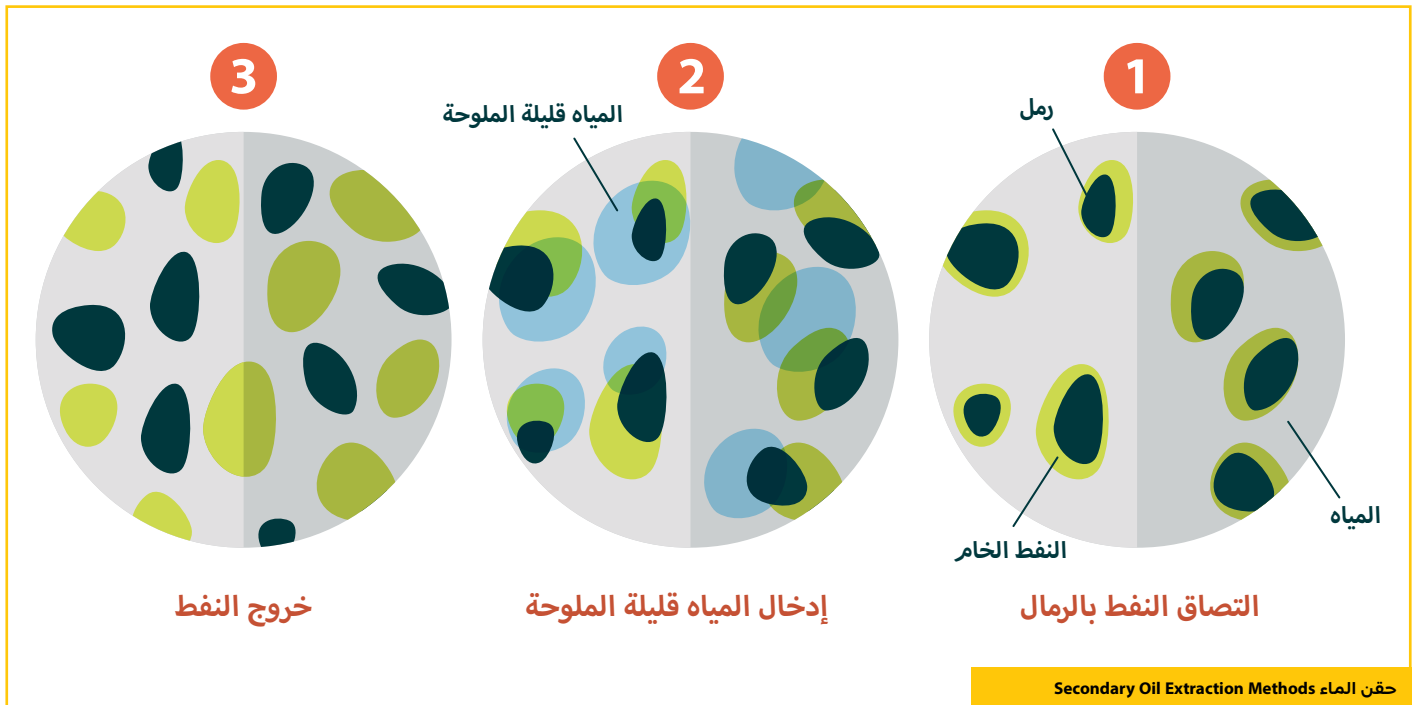 1
رمل
المياه
النفط الخام
التصاق النفط بالرمال
2
المياه قليلة الملوحة
إدخال المياه قليلة الملوحة
3
خروج النفط
حقن الماء Secondary Oil Extraction Methods